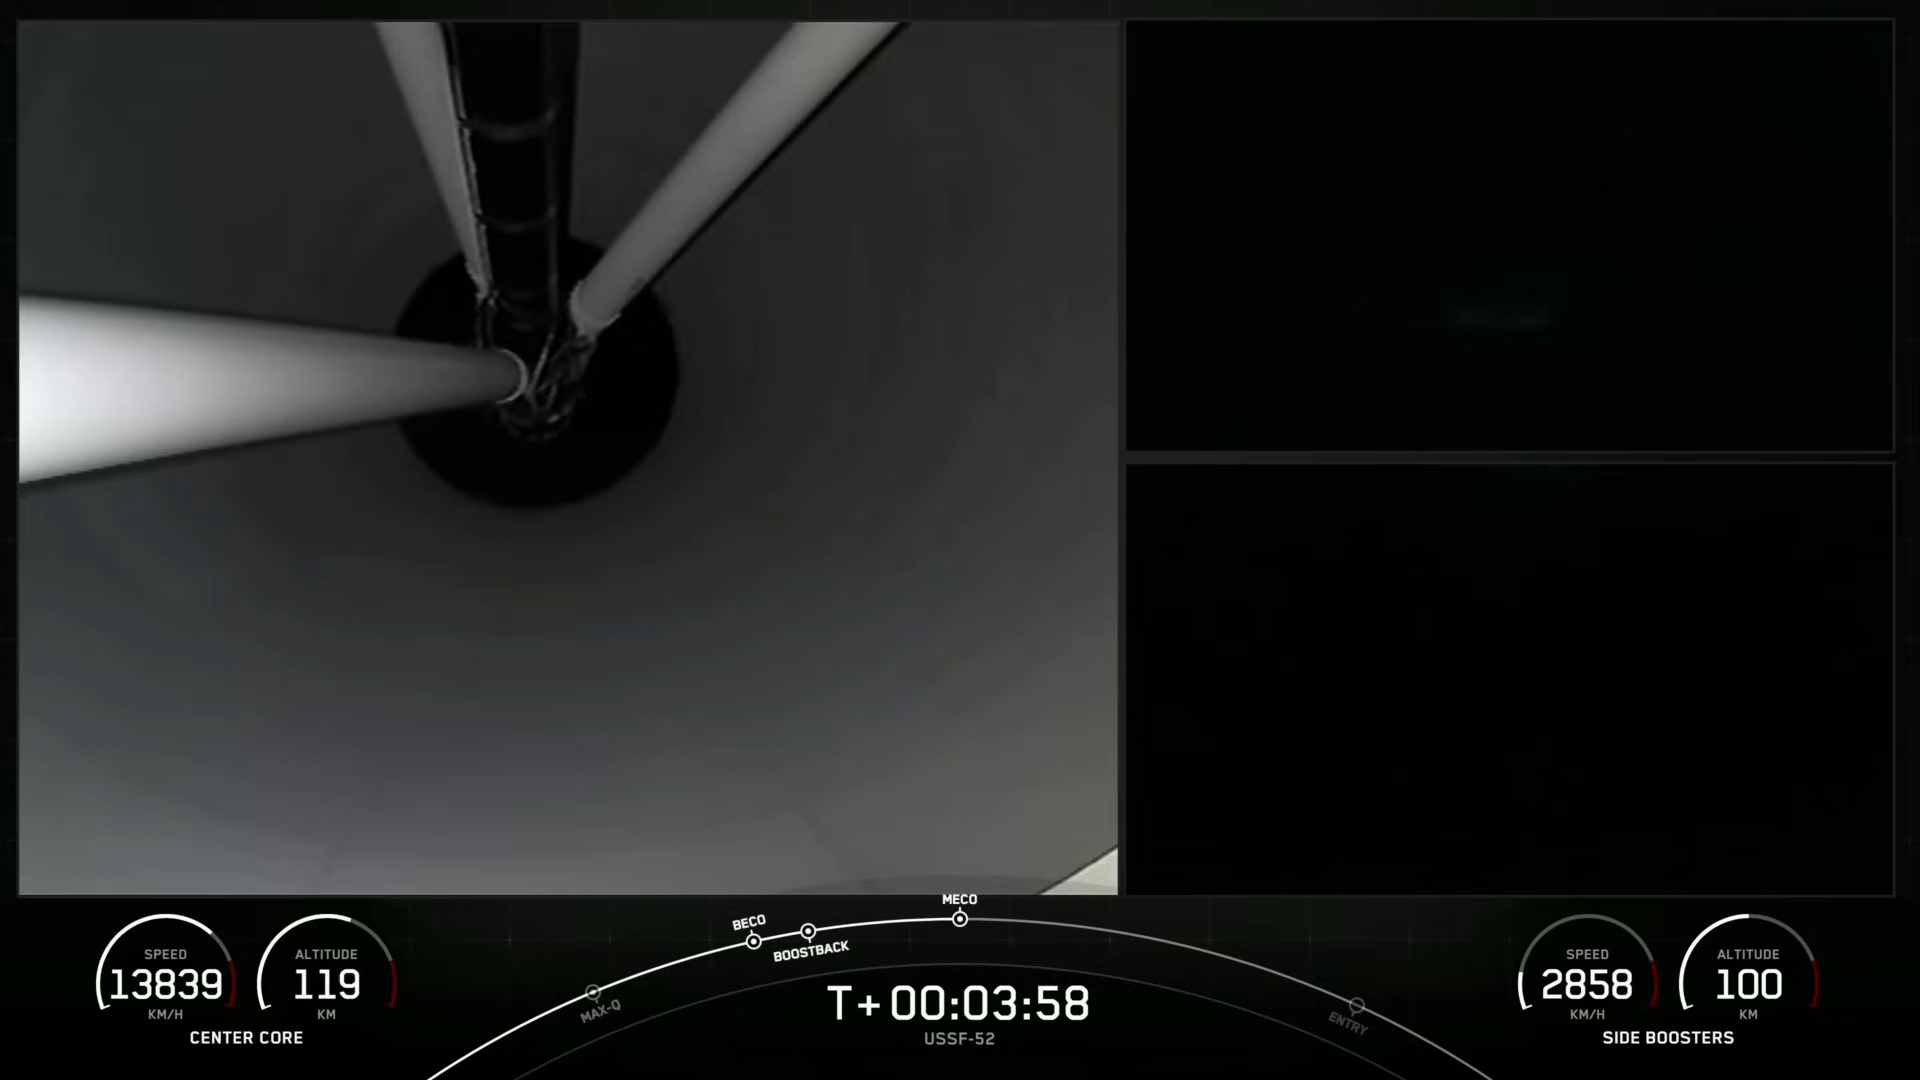 MECO
BECO
BOOSTBACK
MAX-Q
ENTRY
SPEED
13839
KM/H
ALTITUDE
119
KM
CENTER CORE
T+00:03:58
USSF-52
SPEED
2858
KM/H
ALTITUDE
100
KM
SIDE BOOSTERS